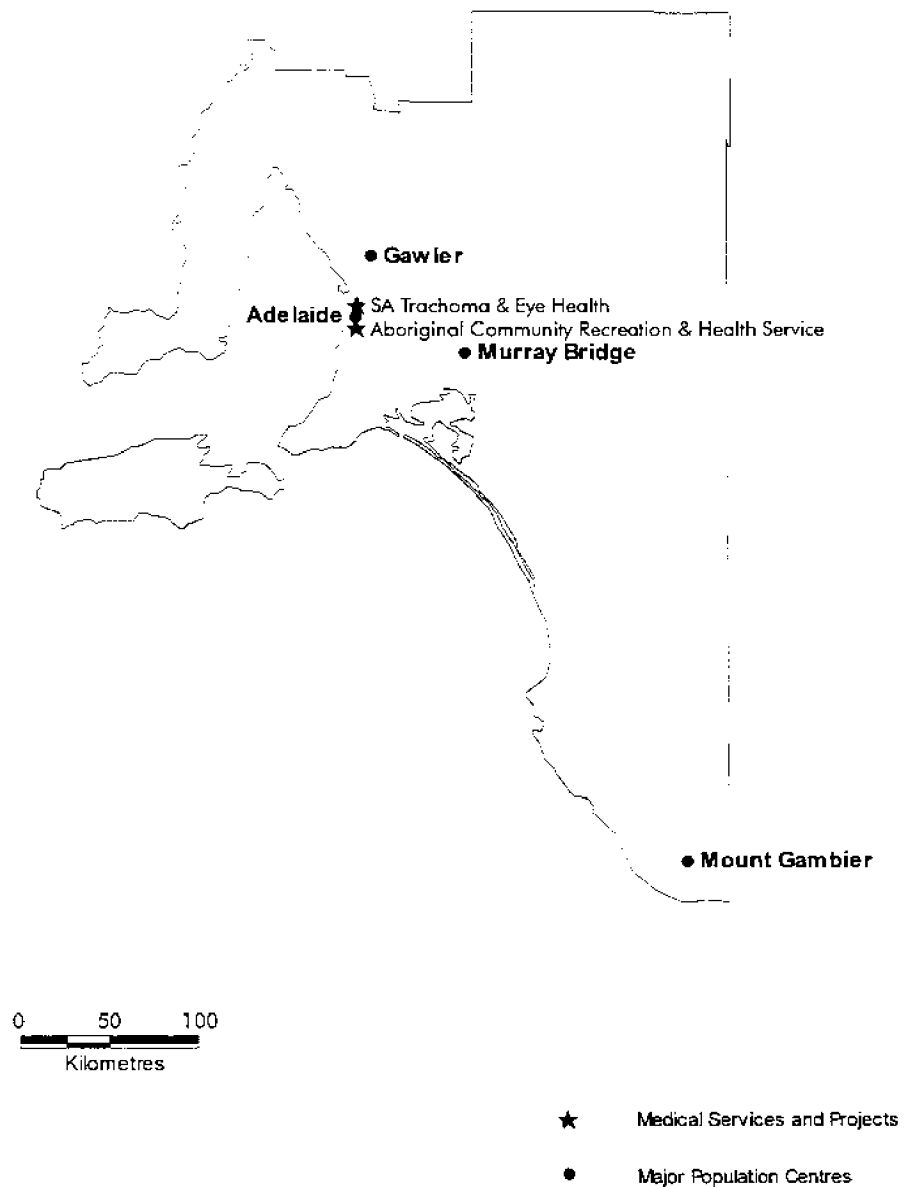 Gawler
SA Trachoma & Eye Health
Adelaide
Aboriginal Community Recreation & Health Service
Murray Bridge
Mount Gambier
0 50 100
Kilometres
Medical Services and Projects
Major Population Centres